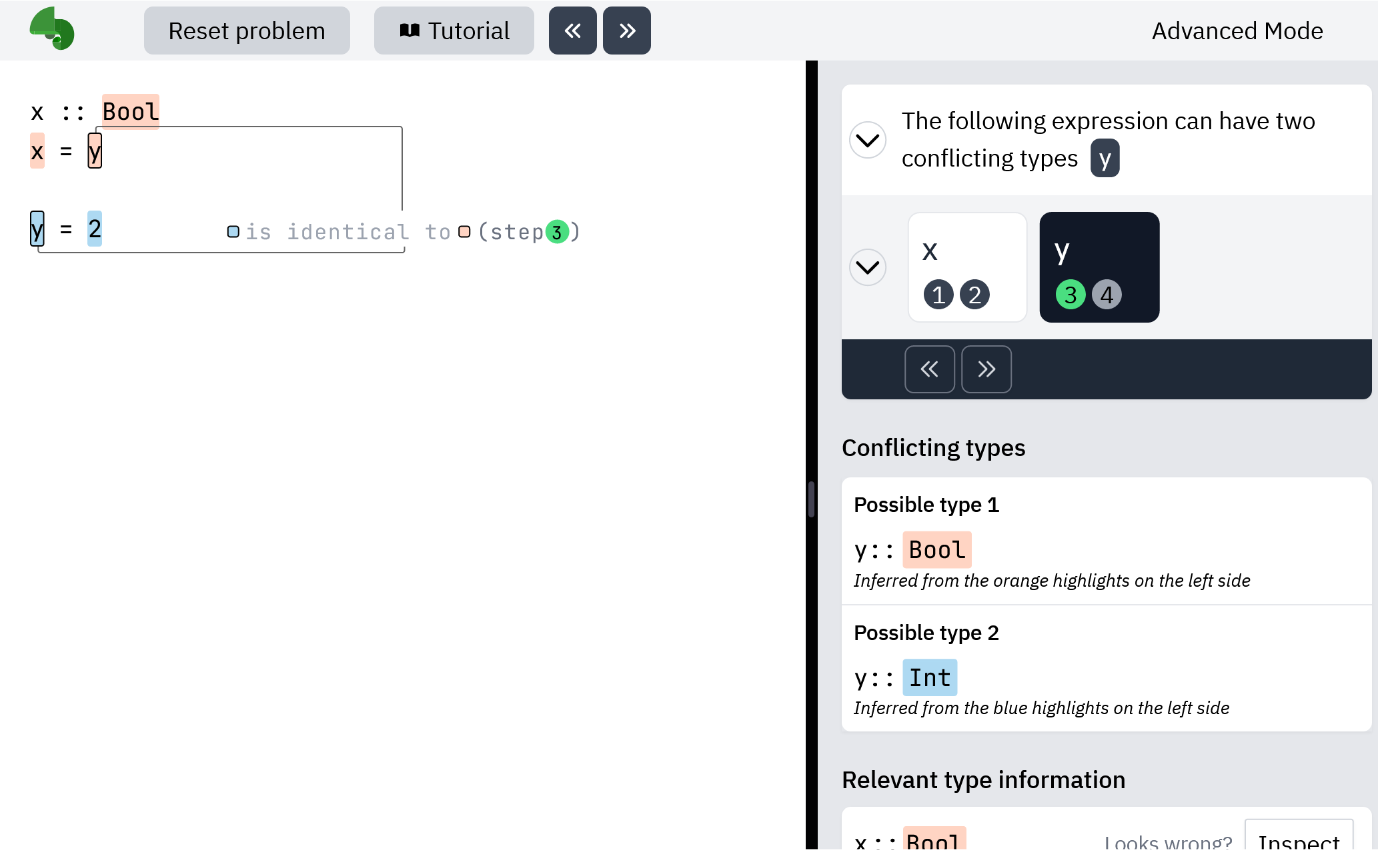 Reset problem
Tutorial
Advanced Mode
x :: Bool
x = y
y = 2
is identical to (step 3)
The following expression can have two
conflicting types y
x
1 2
y
3 4
Conflicting types
Possible type 1
y:: Bool
Inferred from the orange highlights on the left side
Possible type 2
y:: Int
Inferred from the blue highlights on the left side
Relevant type information
x:: Bool
Looks wrong?
Inspect